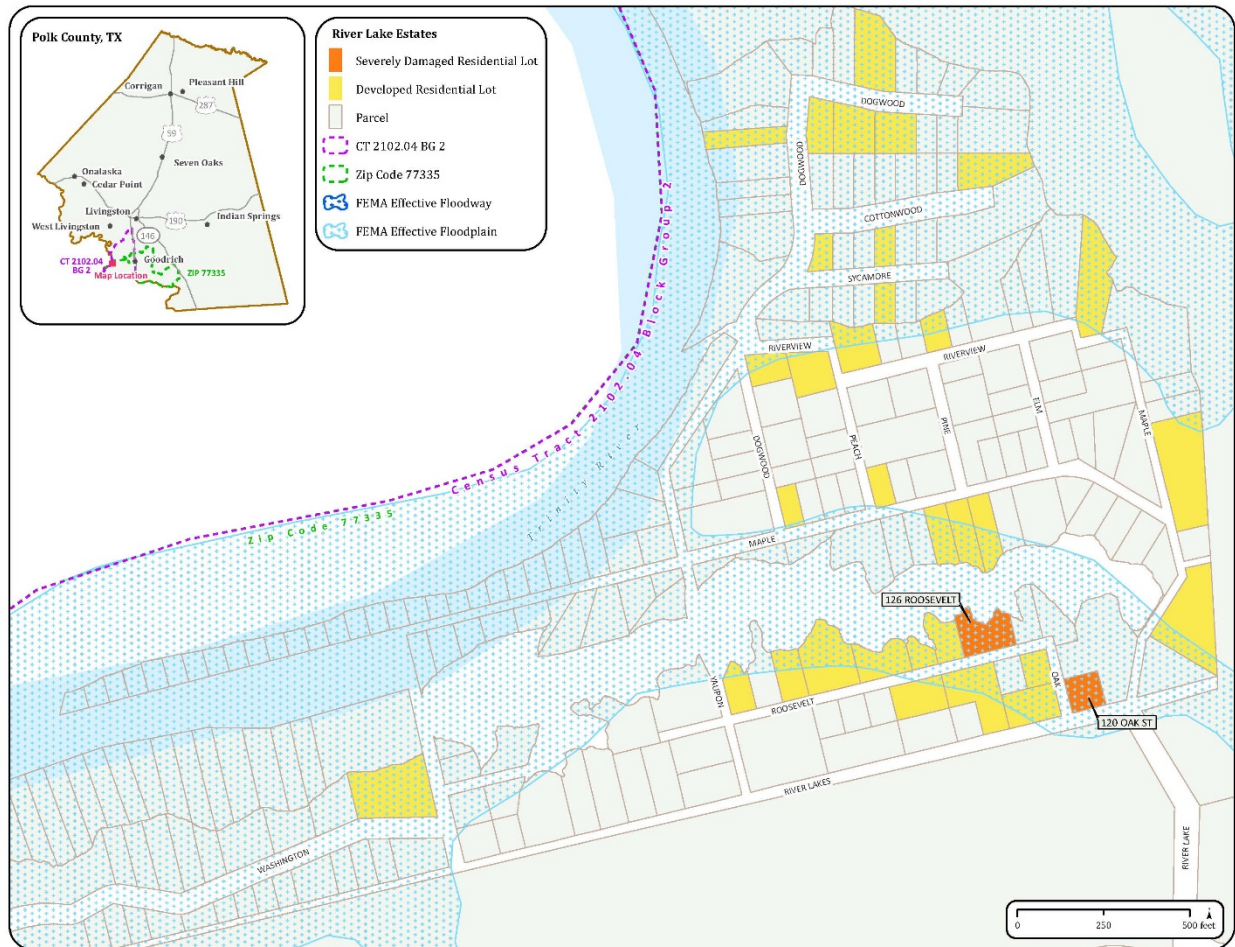 Polk County, TX
Corrigan
Pleasant Hill
287
59
Seven Oaks
Onalaska
Cedar Point
Livingston
190
Indian Springs
West Livingston
146
CT 2102.04
BG 2
Goodrich
Map Location
ZIP 77335
River Lake Estates
Severely Damaged Residential Lot
Developed Residential Lot
Parcel
CT 2102.04 BG 2
Zip Code 77335
FEMA Effective Floodway
FEMA Effective Floodplain
DOGWOOD
DOGWOOD
COTTONWOOD
SYCAMORE
RIVERVIEW
RIVERVIEW
Census Tract 2102.04 Block Group 2
Zip Code 77335
Trinity River
DOGWOOD
PEACH
PINE
ELM
MAPLE
MAPLE
126 ROOSEVELT
YAUPON
ROOSEVELT
OAK
120 OAK ST
RIVER LAKES
WASHINGTON
RIVER LAKE
0 250 500 feet